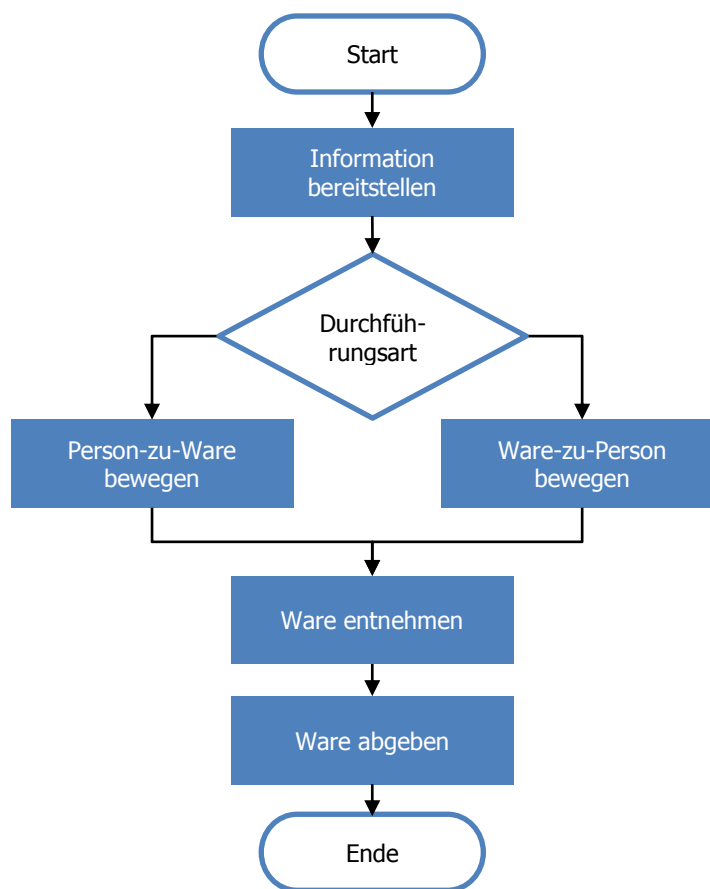 Start
Information
bereitstellen
Durchfüh-
rungsart
Person-zu-Ware
bewegen
Ware-zu-Person
bewegen
Ware entnehmen
Ware abgeben
Ende